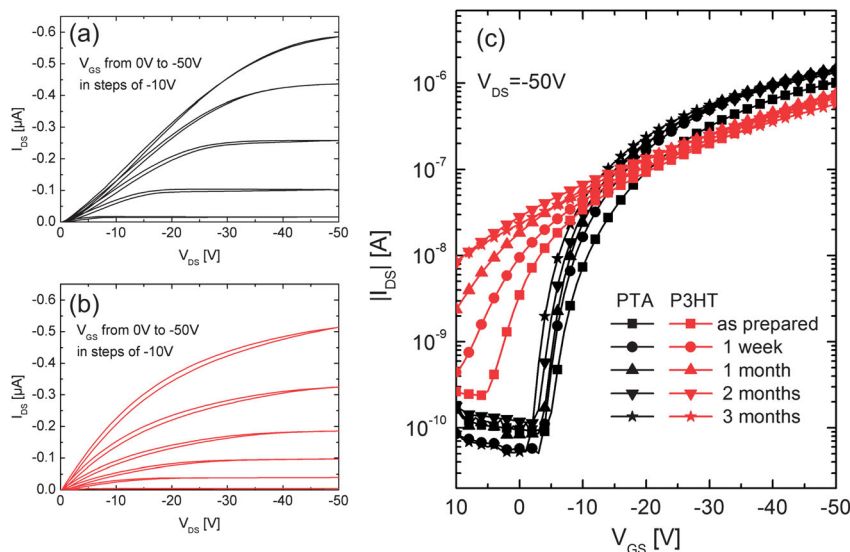 (a)
V_GS from 0V to -50V
in steps of -10V
-0.6
-0.5
-0.4
-0.3
-0.2
-0.1
0.0
I_DS [µA]
0 -10 -20 -30 -40 -50
V_DS [V]
(b)
V_GS from 0V to -50V
in steps of -10V
-0.6
-0.5
-0.4
-0.3
-0.2
-0.1
0.0
I_DS [µA]
0 -10 -20 -30 -40 -50
V_DS [V]
(c)
V_DS=-50V
10⁻⁶
10⁻⁷
10⁻⁸
10⁻⁹
10⁻¹⁰
|I_DS| [A]
PTA P3HT
as prepared
1 week
1 month
2 months
3 months
10 0 -10 -20 -30 -40 -50
V_GS [V]